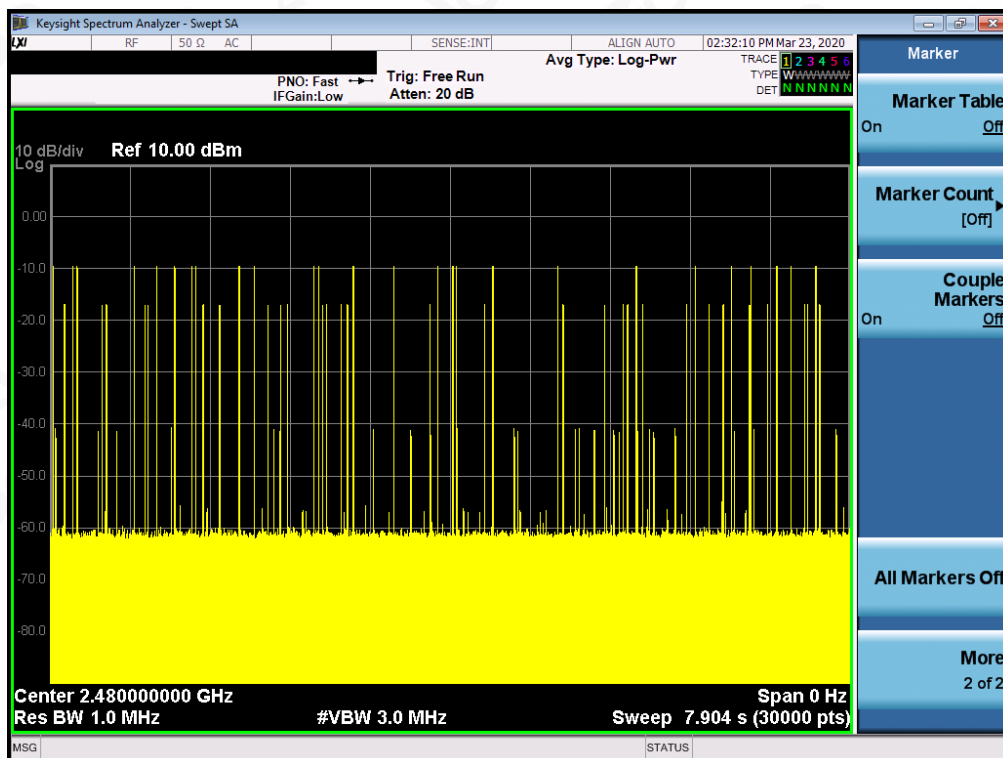 Keysight Spectrum Analyzer - Swept SA
LXI RF 50 Ω AC SENSE:INT ALIGN AUTO 02:32:10 PM Mar 23, 2020
Avg Type: Log-Pwr TRACE 1 2 3 4 5 6
PNO: Fast Trig: Free Run TYPE WWWWWW
IFGain:Low Atten: 20 dB DET N N N N N N
10 dB/div Ref 10.00 dBm
Log
0.00
-10.0
-20.0
-30.0
-40.0
-50.0
-60.0
-70.0
-80.0
Center 2.480000000 GHz Span 0 Hz
Res BW 1.0 MHz #VBW 3.0 MHz Sweep 7.904 s (30000 pts)
MSG STATUS
Marker
Marker Table
On Off
Marker Count
[Off]
Couple
Markers
On Off
All Markers Off
More
2 of 2